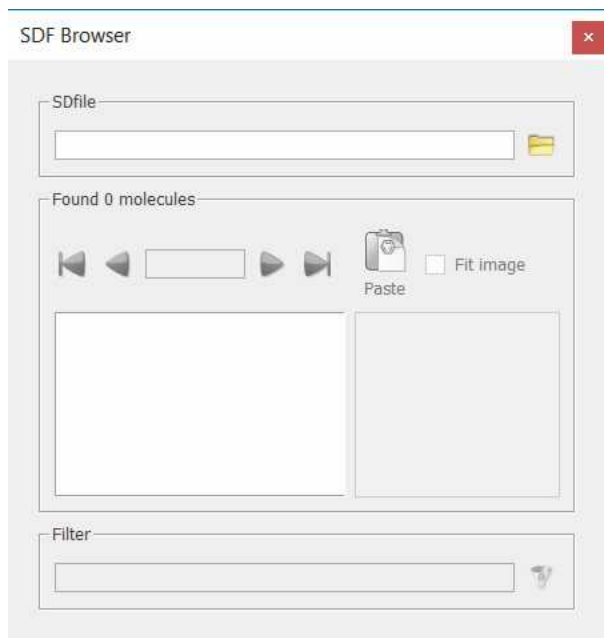 SDF Browser
SDfile
Found 0 molecules
Paste
Fit image
Filter